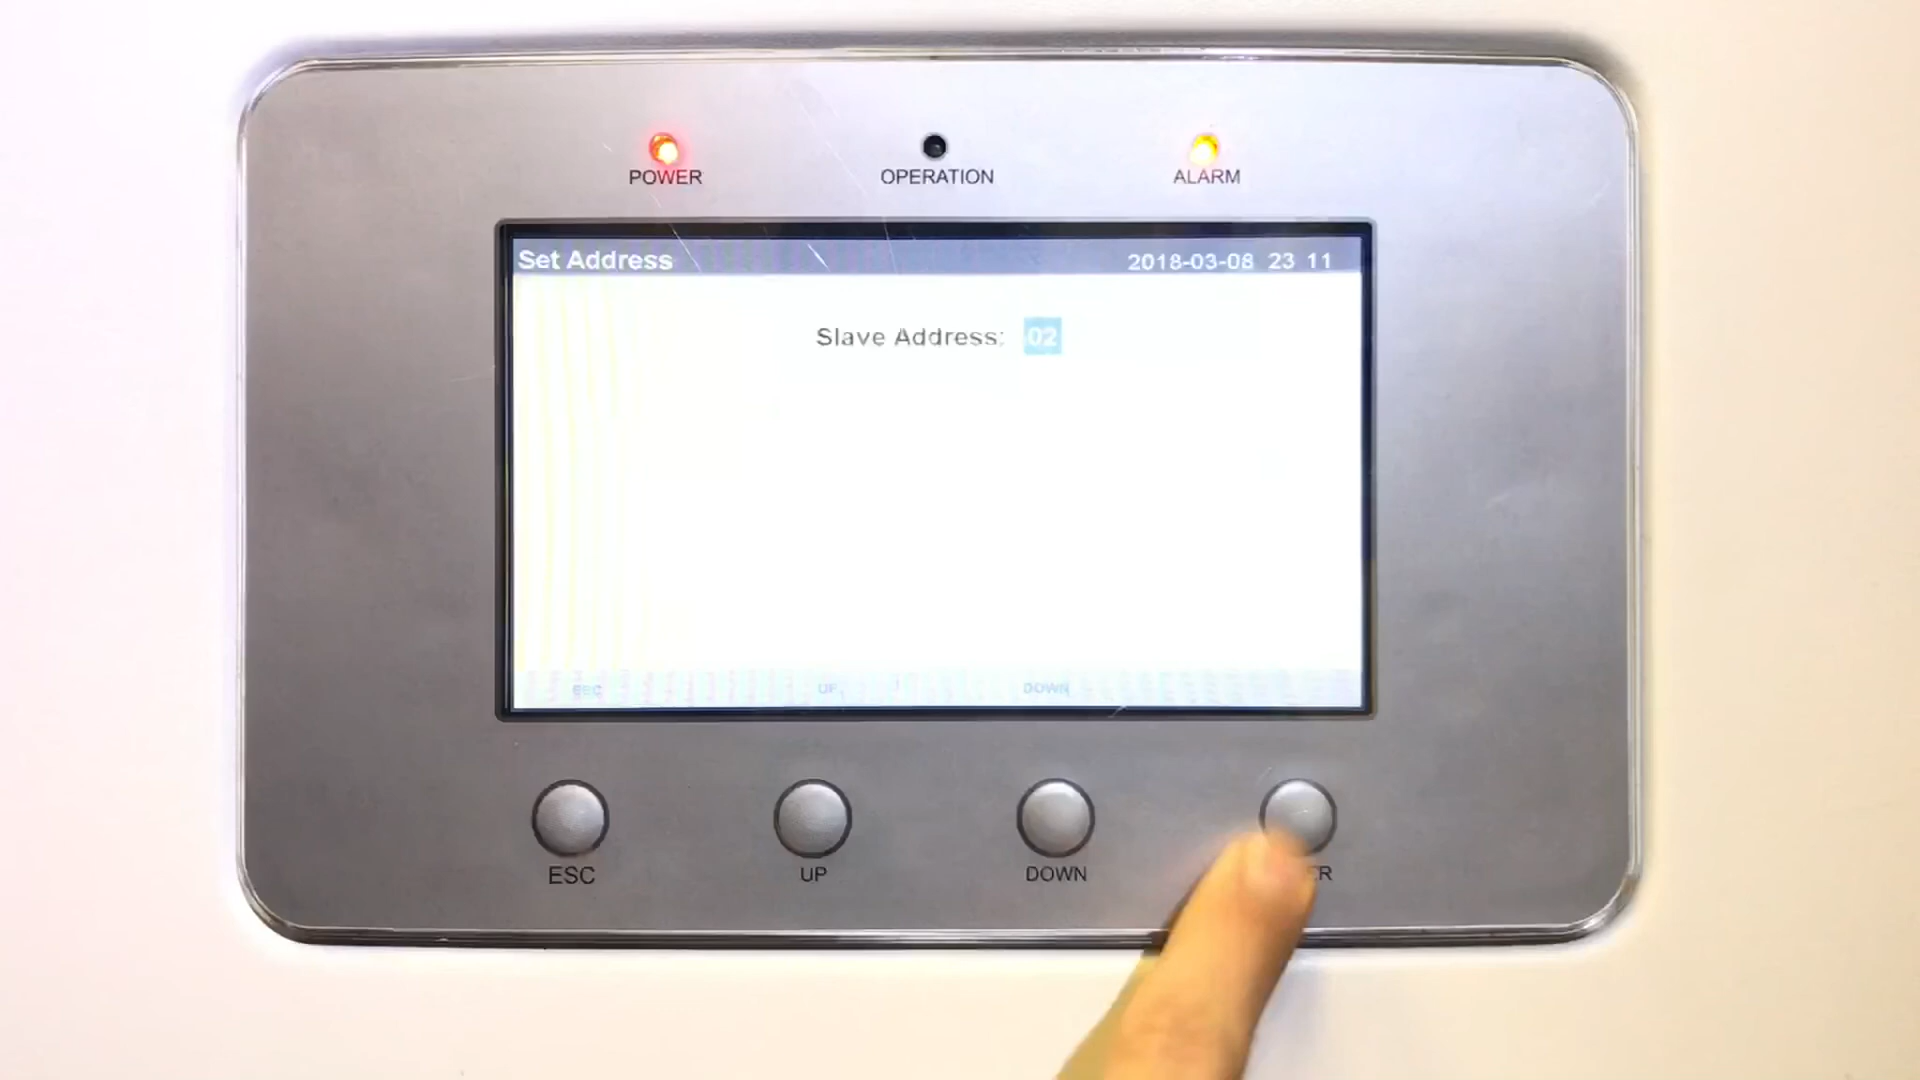 POWER OPERATION ALARM
Set Address 2018-03-08 23 11
Slave Address: 02
ESC UP DOWN
ESC UP DOWN ER